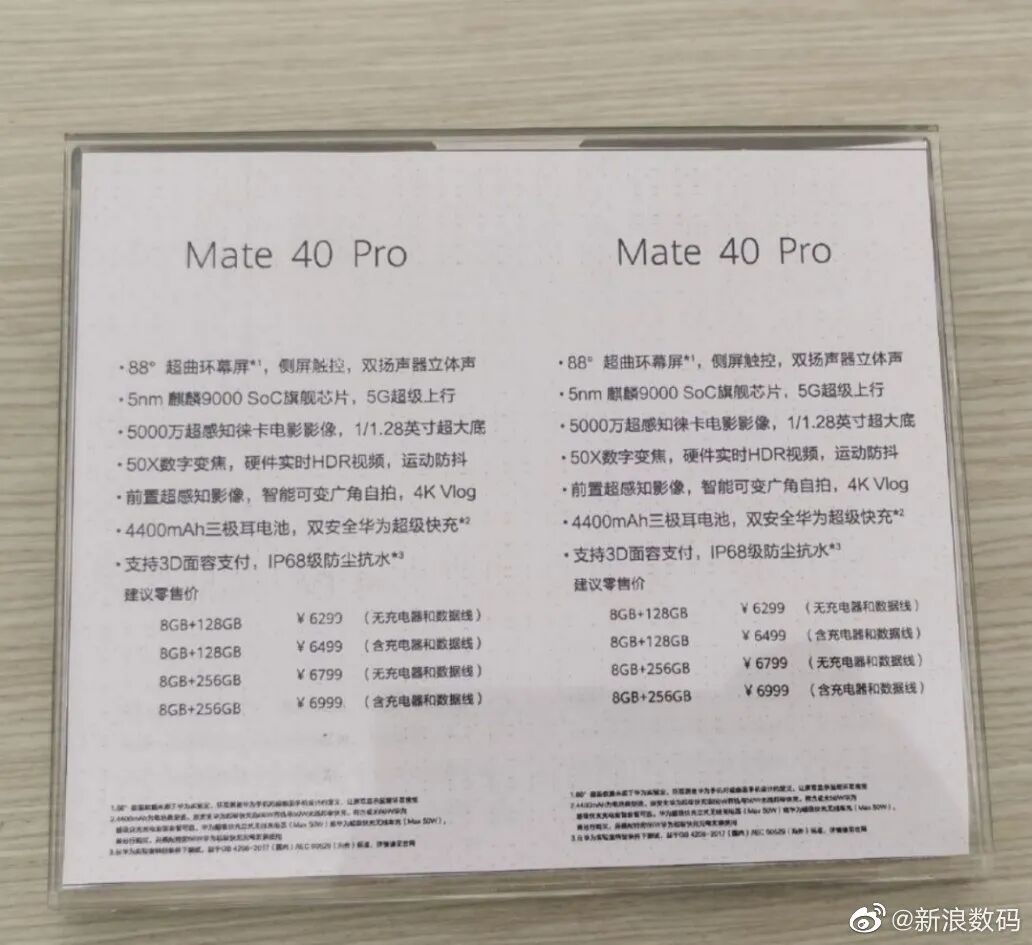 Mate 40 Pro
·88° 超曲环幕屏*1，侧屏触控，双扬声器立体声
·5nm 麒麟9000 SoC旗舰芯片，5G超级上行
·5000万超感知徕卡电影影像，1/1.28英寸超大底
·50X数字变焦，硬件实时HDR视频，运动防抖
·前置超感知影像，智能可变广角自拍，4K Vlog
·4400mAh三极耳电池，双安全华为超级快充*2
·支持3D面容支付，IP68级防尘抗水*3
建议零售价
8GB+128GB ¥6299 （无充电器和数据线）
8GB+128GB ¥6499 （含充电器和数据线）
8GB+256GB ¥6799 （无充电器和数据线）
8GB+256GB ¥6999 （含充电器和数据线）
Mate 40 Pro
·88° 超曲环幕屏*1，侧屏触控，双扬声器立体声
·5nm 麒麟9000 SoC旗舰芯片，5G超级上行
·5000万超感知徕卡电影影像，1/1.28英寸超大底
·50X数字变焦，硬件实时HDR视频，运动防抖
·前置超感知影像，智能可变广角自拍，4K Vlog
·4400mAh三极耳电池，双安全华为超级快充*2
·支持3D面容支付，IP68级防尘抗水*3
建议零售价
8GB+128GB ¥6299 （无充电器和数据线）
8GB+128GB ¥6499 （含充电器和数据线）
8GB+256GB ¥6799 （无充电器和数据线）
8GB+256GB ¥6999 （含充电器和数据线）
@新浪数码